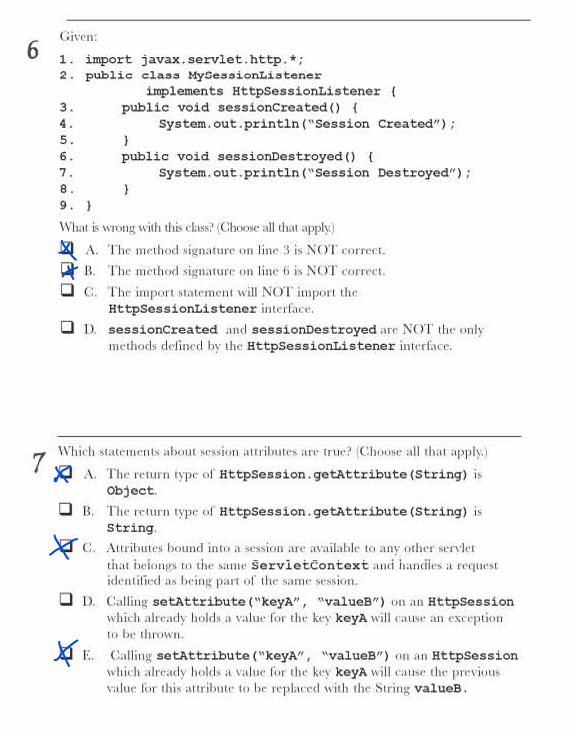 Given:
6
1. import javax.servlet.http.*;
2. public class MySessionListener
implements HttpSessionListener {
3. public void sessionCreated() {
4. System.out.println(“Session Created”);
5. }
6. public void sessionDestroyed() {
7. System.out.println(“Session Destroyed”);
8. }
9. }
What is wrong with this class? (Choose all that apply.)
A. The method signature on line 3 is NOT correct.
B. The method signature on line 6 is NOT correct.
C. The import statement will NOT import the
HttpSessionListener interface.
D. sessionCreated and sessionDestroyed are NOT the only
methods defined by the HttpSessionListener interface.
7 Which statements about session attributes are true? (Choose all that apply.)
A. The return type of HttpSession.getAttribute(String) is
Object.
B. The return type of HttpSession.getAttribute(String) is
String.
C. Attributes bound into a session are available to any other servlet
that belongs to the same ServletContext and handles a request
identified as being part of the same session.
D. Calling setAttribute(“keyA”, “valueB”) on an HttpSession
which already holds a value for the key keyA will cause an exception
to be thrown.
E. Calling setAttribute(“keyA”, “valueB”) on an HttpSession
which already holds a value for the key keyA will cause the previous
value for this attribute to be replaced with the String valueB.